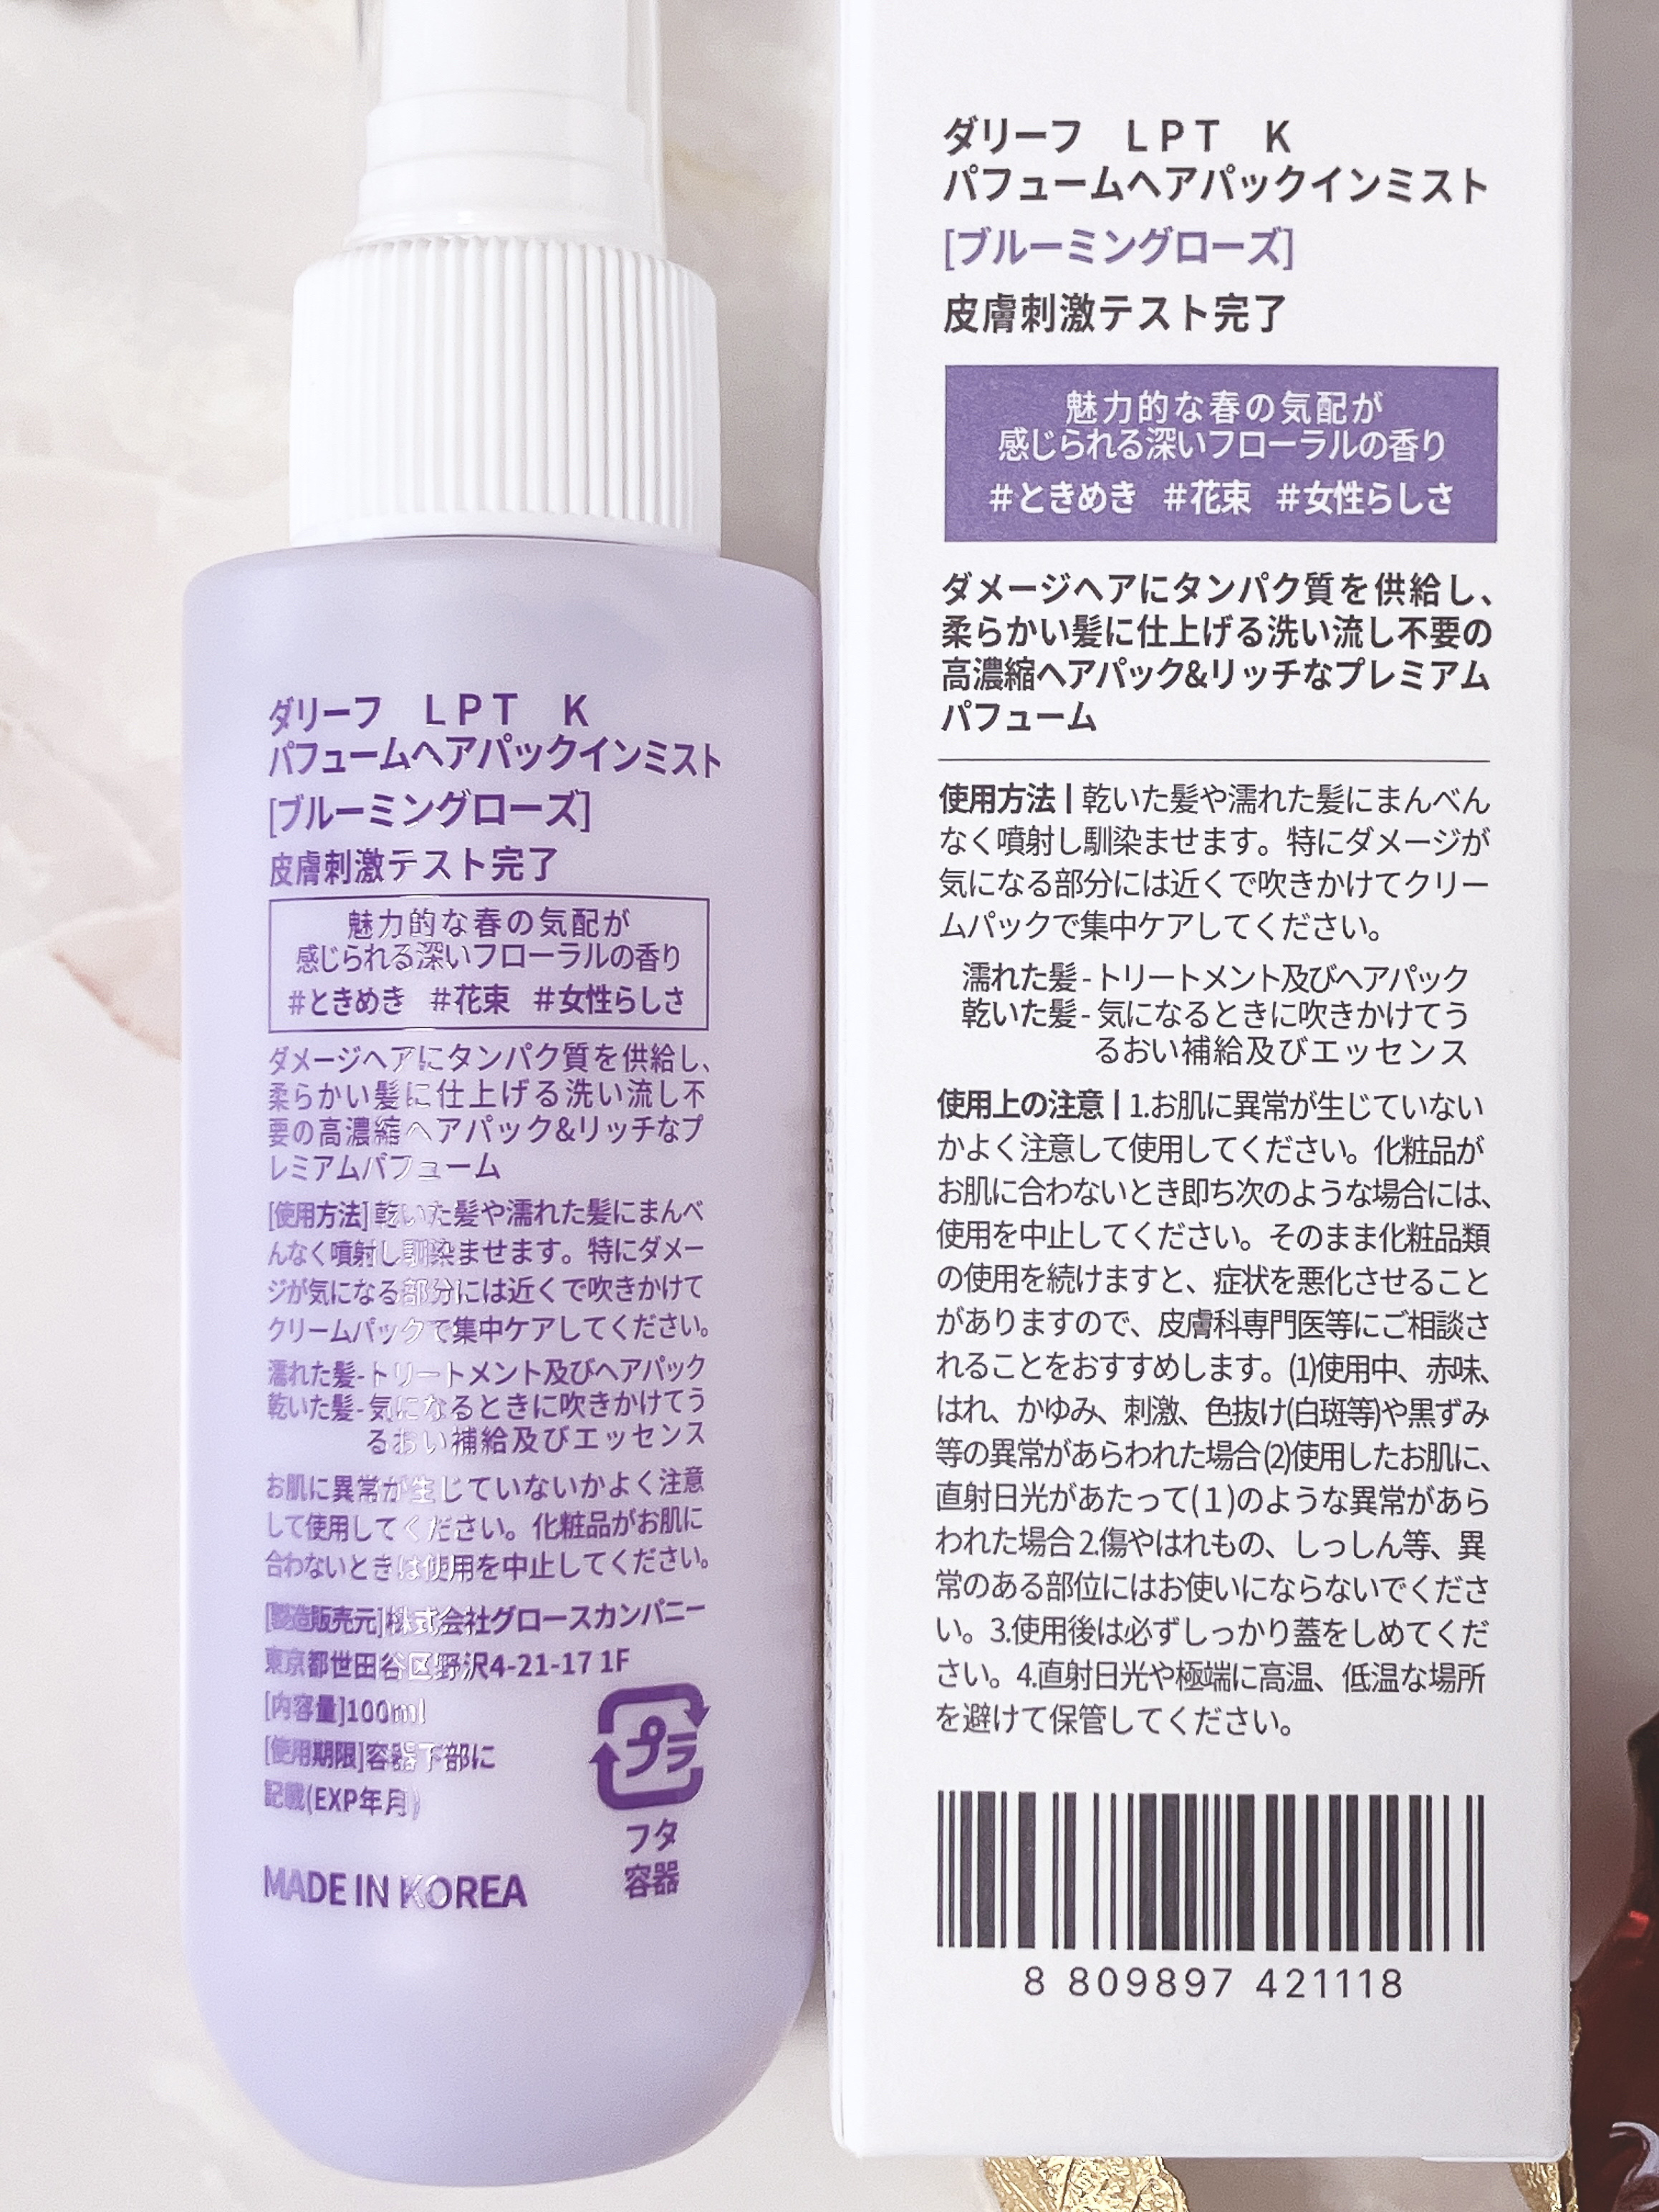 ダリーフ　LPT　K
パフュームヘアパックインミスト
[ブルーミングローズ]
皮膚刺激テスト完了
魅力的な春の気配が
感じられる深いフローラルの香り
#ときめき #花束 #女性らしさ
ダメージヘアにタンパク質を供給し、
柔らかい髪に仕上げる洗い流し不
要の高濃縮ヘアパック&リッチなプ
レミアムパフューム
[使用方法]乾いた髪や濡れた髪にまんべ
んなく噴射し馴染ませます。特にダメー
ジが気になる部分には近くで吹きかけて
クリームパックで集中ケアしてください。
濡れた髪-トリートメント及びヘアパック
乾いた髪-気になるときに吹きかけてう
るおい補給及びエッセンス
お肌に異常が生じていないかよく注意
して使用してください。化粧品がお肌に
合わないときは使用を中止してください。
[製造販売元]株式会社グロースカンパニー
東京都世田谷区野沢4-21-17 1F
[内容量]100ml
[使用期限]容器下部に
記載(EXP年月)
プラ
フタ
容器
MADE IN KOREA
ダリーフ　LPT　K
パフュームヘアパックインミスト
[ブルーミングローズ]
皮膚刺激テスト完了
魅力的な春の気配が
感じられる深いフローラルの香り
#ときめき #花束 #女性らしさ
ダメージヘアにタンパク質を供給し、
柔らかい髪に仕上げる洗い流し不要の
高濃縮ヘアパック&リッチなプレミアム
パフューム
使用方法 | 乾いた髪や濡れた髪にまんべん
なく噴射し馴染ませます。特にダメージが
気になる部分には近くで吹きかけてクリー
ムパックで集中ケアしてください。
濡れた髪-トリートメント及びヘアパック
乾いた髪-気になるときに吹きかけてう
るおい補給及びエッセンス
使用上の注意 | 1.お肌に異常が生じていない
かよく注意して使用してください。化粧品が
お肌に合わないとき即ち次のような場合には、
使用を中止してください。そのまま化粧品類
の使用を続けますと、症状を悪化させること
がありますので、皮膚科専門医等にご相談さ
れることをおすすめします。(1)使用中、赤味、
はれ、かゆみ、刺激、色抜け(白斑等)や黒ずみ
等の異常があらわれた場合(2)使用したお肌に、
直射日光があたって(1)のような異常があら
われた場合2.傷やはれもの、しっしん等、異
常のある部位にはお使いにならないでくださ
い。3.使用後は必ずしっかり蓋をしめてくだ
さい。4.直射日光や極端に高温、低温な場所
を避けて保管してください。
8 809897 421118